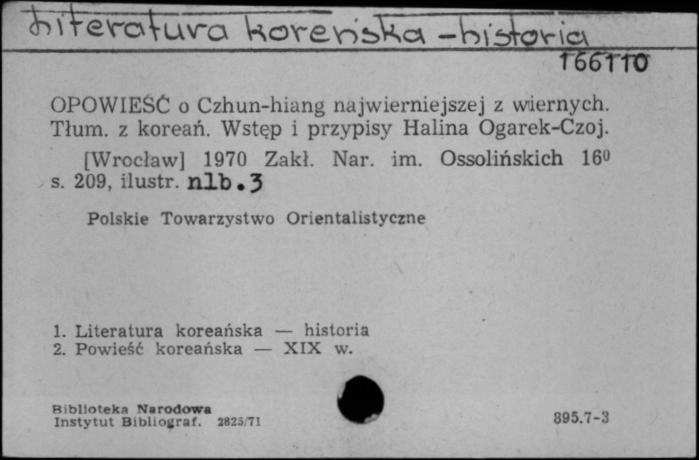 Literatura koreńska - historia
166110
OPOWIEŚĆ o Czhun-hiang najwierniejszej z wiernych.
Tłum. z koreań. Wstęp i przypisy Halina Ogarek-Czoj.
[Wrocław] 1970 Zakł. Nar. im. Ossolińskich 16⁰
s. 209, ilustr. nlb. 3
Polskie Towarzystwo Orientalistyczne
1. Literatura koreańska — historia
2. Powieść koreańska — XIX w.
Biblioteka Narodowa
Instytut Bibliograf. 2825/71
895.7-3